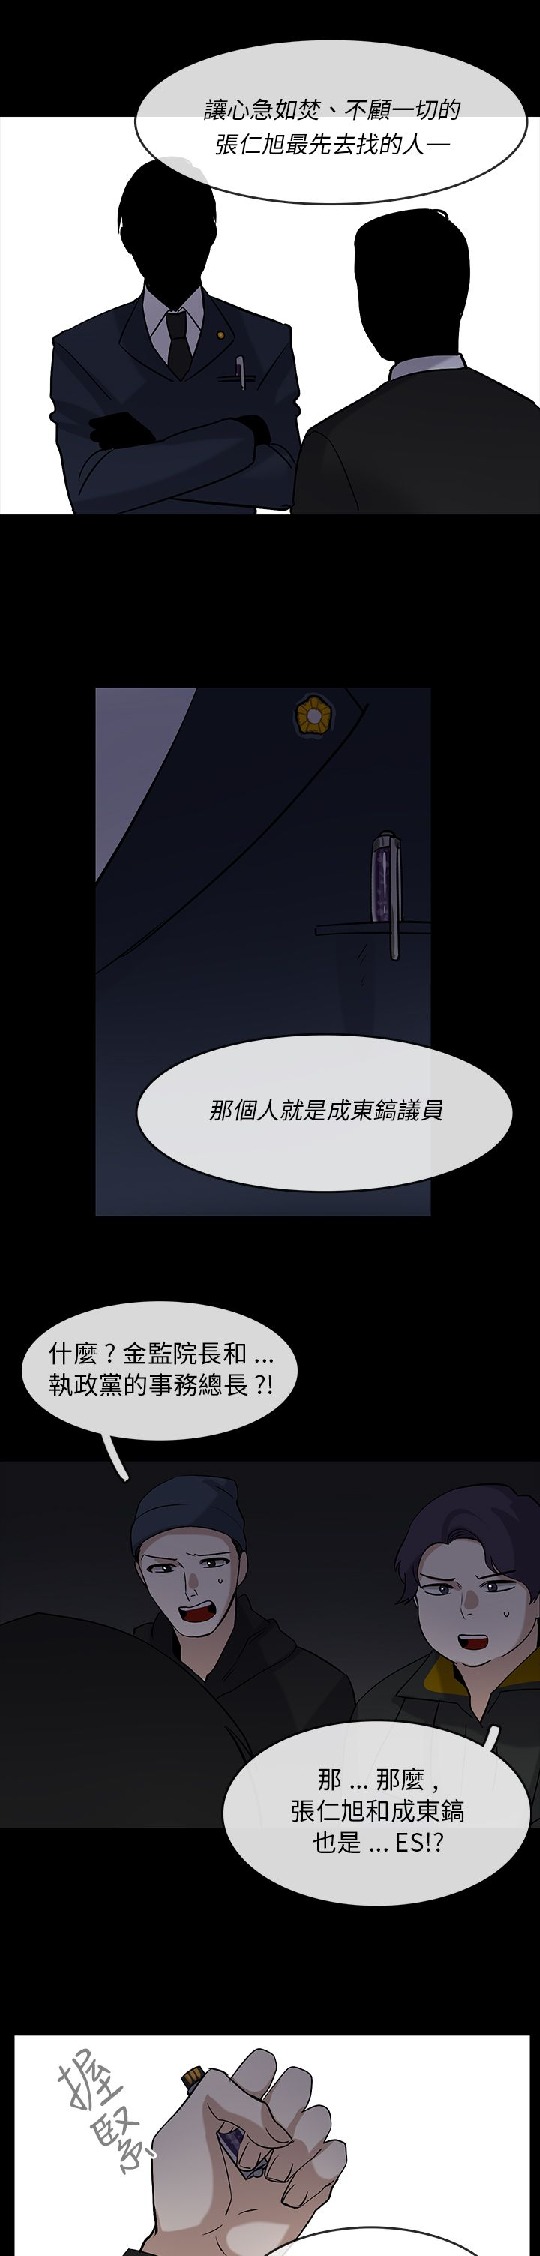 讓心急如焚、不顧一切的
張仁旭最先去找的人—
那個人就是成東鎬議員
什麼?金監院長和...
執政黨的事務總長?!
那...那麼,
張仁旭和成東鎬
也是...ES!?
握緊